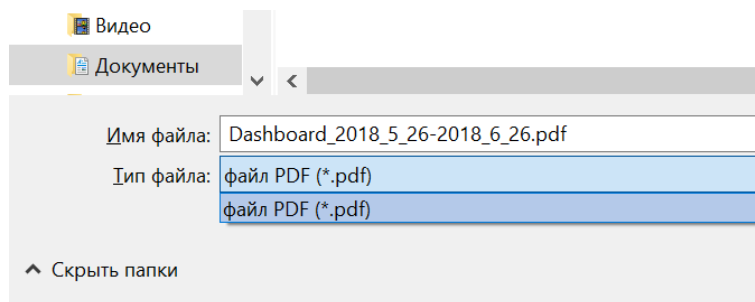 Видео
Документы
Имя файла: Dashboard_2018_5_26-2018_6_26.pdf
Тип файла: файл PDF (*.pdf)
файл PDF (*.pdf)
Скрыть папки